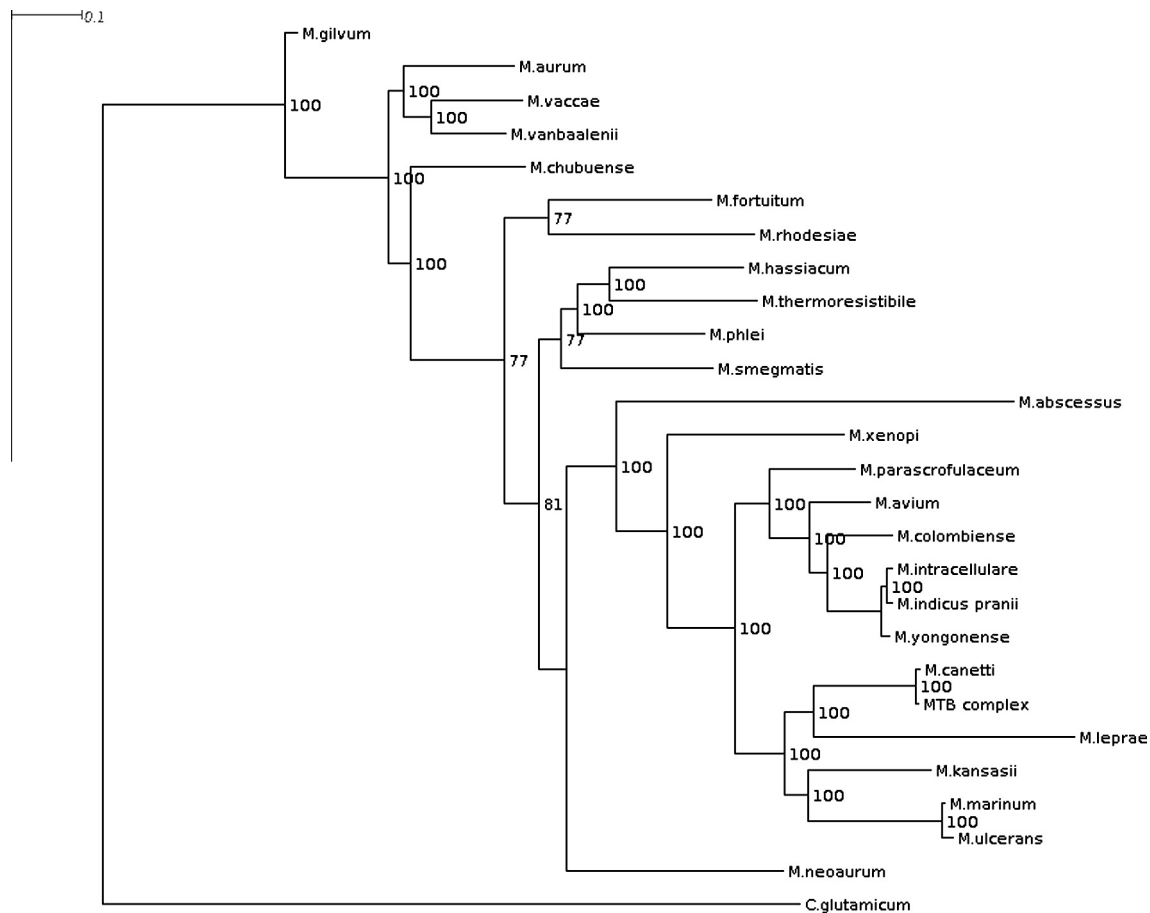 0.1
M.gilvum
M.aurum
100
M.vaccae
100
100
M.vanbaalenii
M.chubuense
100
M.fortuitum
77
M.rhodesiae
100
M.hassiacum
100
M.thermoresistibile
100
M.phlei
77
77
M.smegmatis
M.abscessus
M.xenopi
100
M.parascrofulaceum
M.avium
81
100
100
M.colombiense
100
M.intracellulare
100
100
M.indicus pranii
100
M.yongonense
M.canetti
100
MTB complex
100
M.leprae
100
M.kansasii
100
M.marinum
100
M.ulcerans
M.neoaurum
C.glutamicum